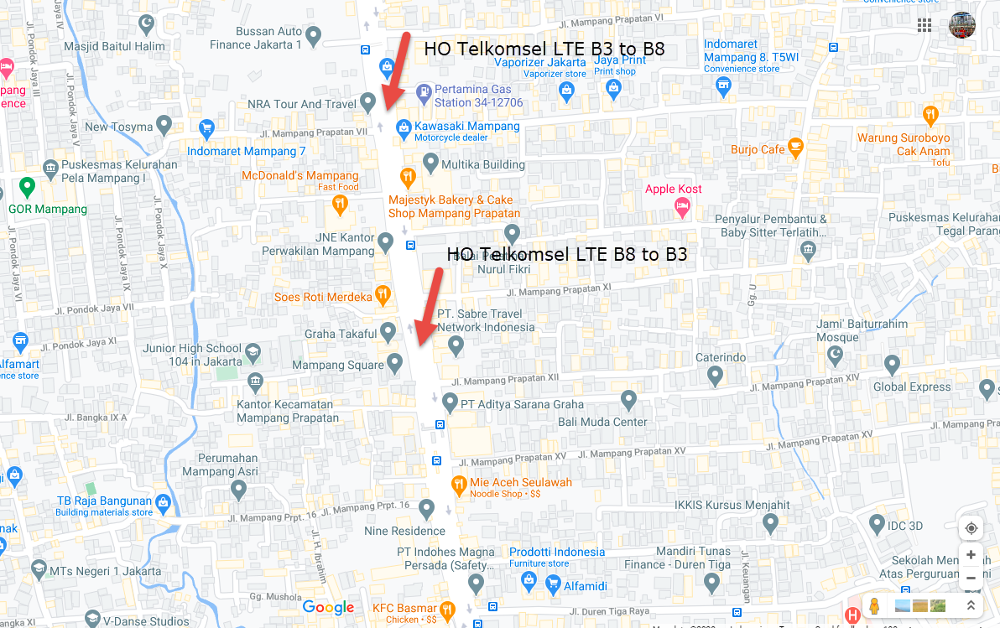 Convenience store
Jl. Mampang Prapatan VI
Bussan Auto
Finance Jakarta 1
Masjid Baitul Halim
Jl. Pondok Jaya III
HO Telkomsel LTE B3 to B8
Indomaret
Mampang 8. T5WI
Convenience store
Vaporizer Jakarta
Vaporizer store
Jaya Print
Print shop
pang
ence
Pertamina Gas
Station 34-12706
NRA Tour And Travel
Jl. Pondok Jaya V
New Tosyma
Jl. Mampang Prapatan VII
Kawasaki Mampang
Motorcycle dealer
Warung Suroboyo
Cak Anam
Tofu
Indomaret Mampang 7
Burjo Cafe
Puskesmas Kelurahan
Pela Mampang I
Multika Building
McDonald's Mampang
Fast Food
GOR Mampang
Majestyk Bakery & Cake
Shop Mampang Prapatan
Apple Kost
Jl. Pondok Jaya VI
Jl. Pondok Jaya IX
Jl. Pondok Jaya X
Penyalur Pembantu &
Baby Sitter Terlatih...
Puskesmas Kelurahan
Tegal Paran
JNE Kantor
Perwakilan Mampang
HO Telkomsel LTE B8 to B3
Nurul Fikri
Jl. Mampang Prapatan XI
Gg. U
Soes Roti Merdeka
Jl. Pondok Jaya VII
PT. Sabre Travel
Network Indonesia
Jami' Baiturrahim
Mosque
Graha Takaful
Jl. Pondok Jaya XI
Junior High School
104 in Jakarta
Alfamart
ence store
Mampang Square
Caterindo
Jl. Mampang Prapatan XII
Jl. Mampang Prapatan XIV
Global Express
Kantor Kecamatan
Mampang Prapatan
PT Aditya Sarana Graha
Jl. Bangka IX A
Bali Muda Center
Jl. Mampang Prapatan XV
Jl. Mampang Prapatan XV
Perumahan
Mampang Asri
Mie Aceh Seulawah
Noodle Shop • $$
TB Raja Bangunan
Building materials store
Jl. Mampang Prpt. 16
Jl. Mampang Prpt. 16
IKKIS Kursus Menjahit
IDC 3D
nak
Nine Residence
Jl. H. Ibrahim
PT Indohes Magna
Persada (Safety...
Prodotti Indonesia
Furniture store
Mandiri Tunas
Finance - Duren Tiga
Jl. Keuangan
Sekolah Men
Atas Perguruan
MTs Negeri 1 Jakarta
Alfamidi
Gg. Mushola
Google
KFC Basmar
Chicken • $$
Jl. Duren Tiga Raya
V-Danse Studios